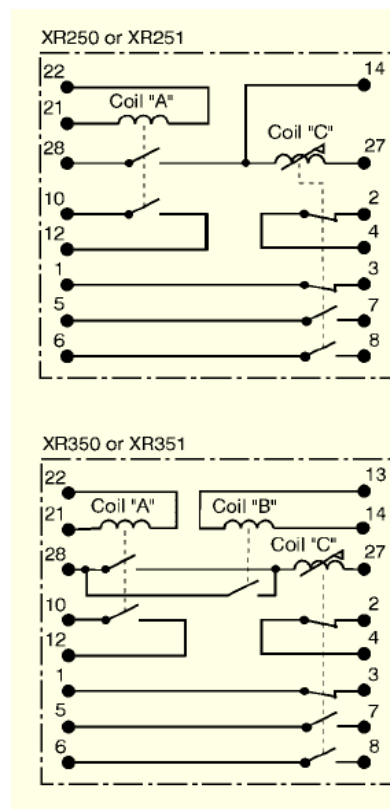 XR250 or XR251
22 14
21 Coil "A"
Coil "C"
28 27
10 2
12 4
1 3
5 7
6 8
XR350 or XR351
22 13
21 Coil "A" Coil "B" 14
28 Coil "C" 27
10 2
12 4
1 3
5 7
6 8